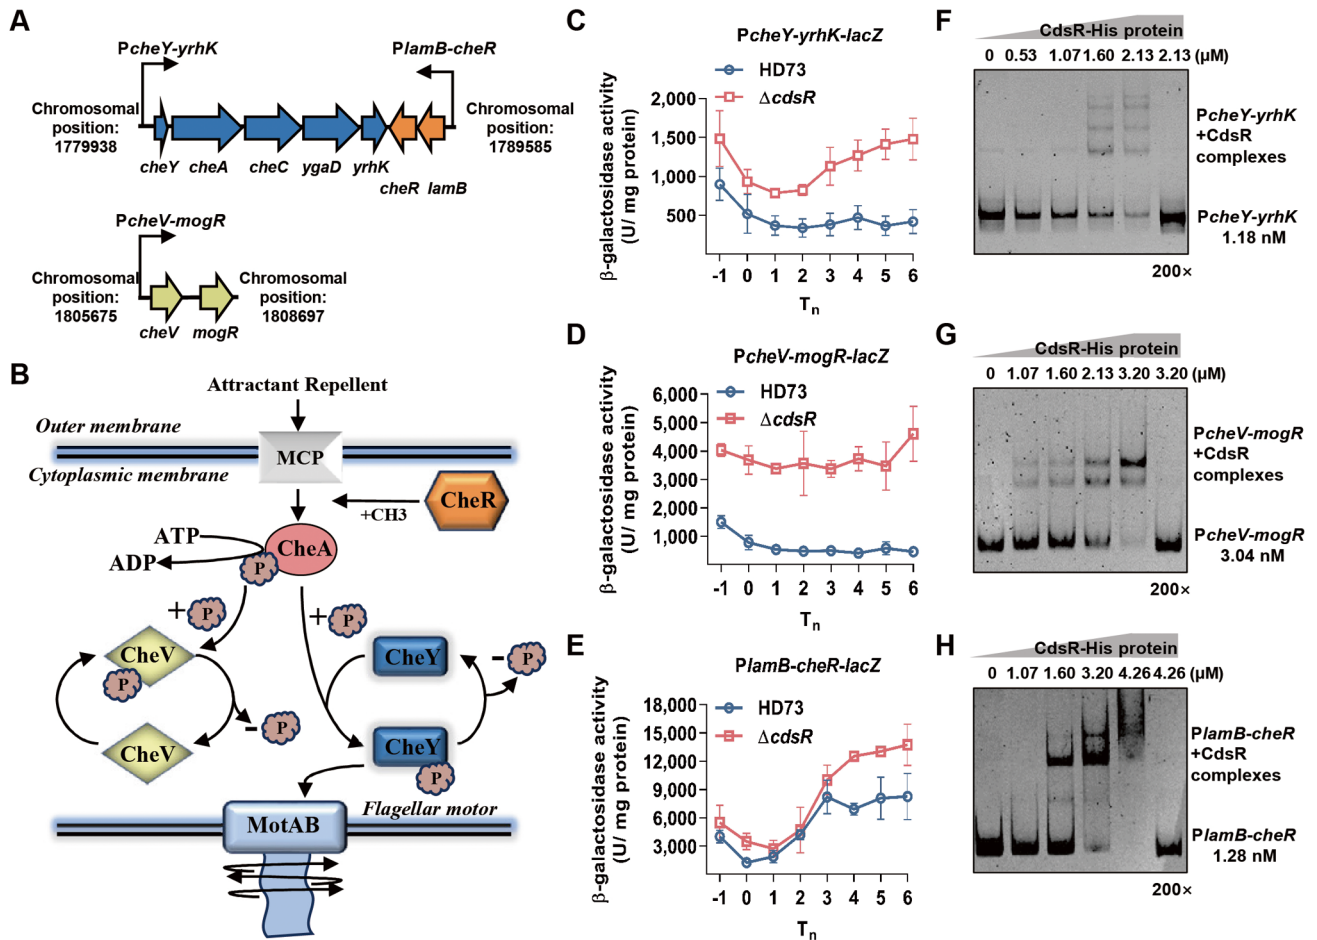 A
PcheY-yrhK
PlamB-cheR
Chromosomal
position:
1779938
Chromosomal
position:
1789585
cheY cheA cheC ygaD yrhK
cheR lamB
PcheV-mogR
Chromosomal
position:
1805675
Chromosomal
position:
1808697
cheV mogR
B
Attractant Repellent
Outer membrane
MCP
Cytoplasmic membrane
CheR
+CH3
ATP
CheA
ADP
P
+ P
+ P
CheV
P
CheY
- P
- P
CheV
CheY
P
Flagellar motor
MotAB
C
PcheY-yrhK-lacZ
HD73
ΔcdsR
β-galactosidase activity
(U/ mg protein)
2,000
1,500
1,000
500
-1 0 1 2 3 4 5 6
Tn
D
PcheV-mogR-lacZ
HD73
ΔcdsR
β-galactosidase activity
(U/ mg protein)
6,000
5,000
4,000
3,000
2,000
1,000
-1 0 1 2 3 4 5 6
Tn
E
PlamB-cheR-lacZ
HD73
ΔcdsR
β-galactosidase activity
(U/ mg protein)
18,000
15,000
12,000
9,000
6,000
3,000
-1 0 1 2 3 4 5 6
Tn
F
CdsR-His protein
0 0.53 1.07 1.60 2.13 2.13 (μM)
PcheY-yrhK
+CdsR
complexes
PcheY-yrhK
1.18 nM
200×
G
CdsR-His protein
0 1.07 1.60 2.13 3.20 3.20 (μM)
PcheV-mogR
+CdsR
complexes
PcheV-mogR
3.04 nM
200×
H
CdsR-His protein
0 1.07 1.60 3.20 4.26 4.26 (μM)
PlamB-cheR
+CdsR
complexes
PlamB-cheR
1.28 nM
200×